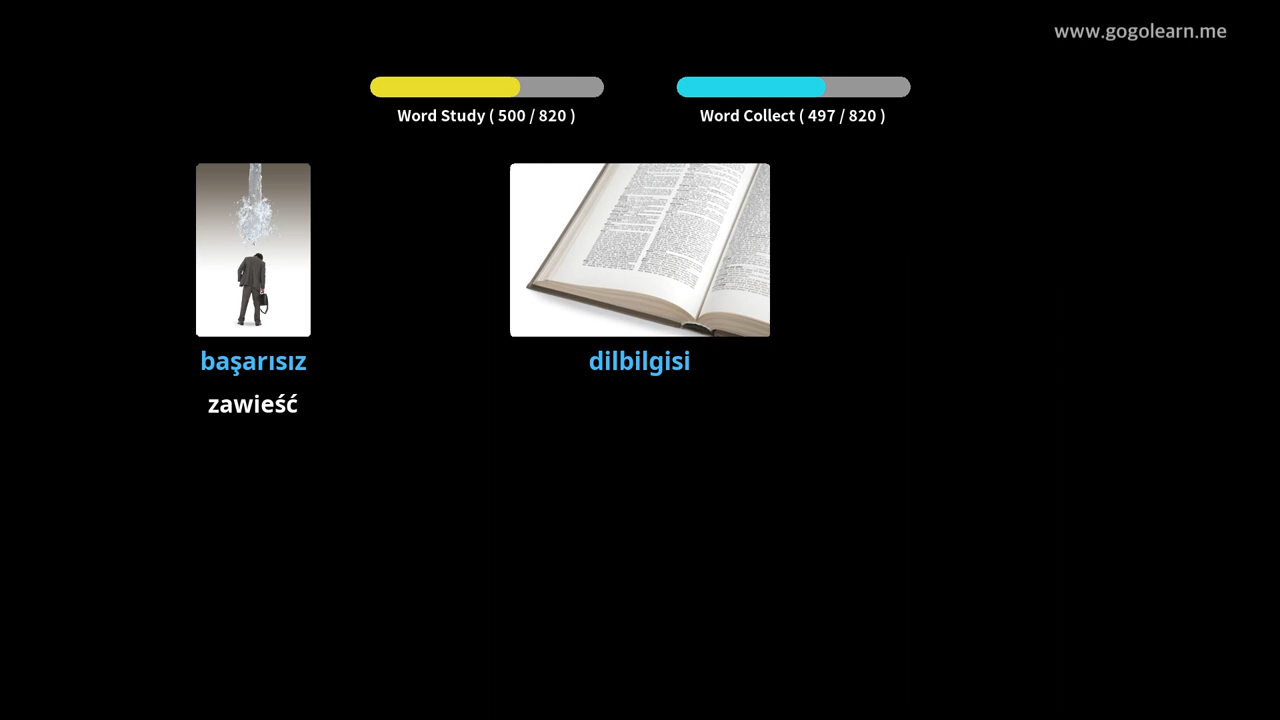 www.gogolearn.me
Word Study ( 500 / 820 )
Word Collect ( 497 / 820 )
başarısız
dilbilgisi
zawieść